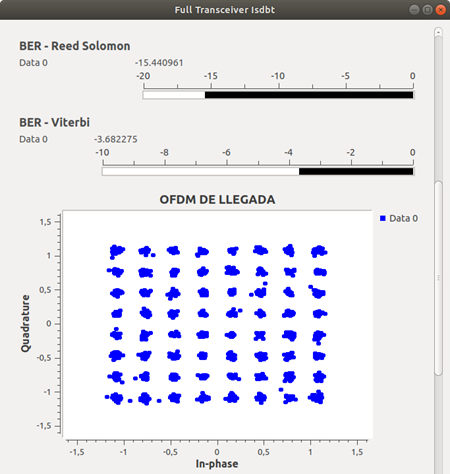 Full Transceiver Isdbt
BER - Reed Solomon
Data 0 -15.440961
-20 -15 -10 -5 0
BER - Viterbi
Data 0 -3.682275
-10 -8 -6 -4 -2 0
OFDM DE LLEGADA
Data 0
1,5
1
0,5
0
-0,5
-1
-1,5
Quadrature
-1,5 -1 -0,5 0 0,5 1 1,5
In-phase